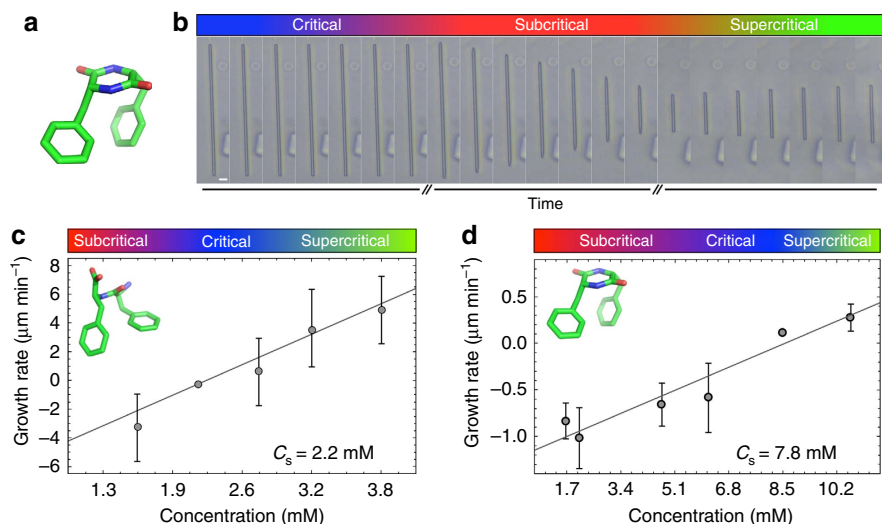 a
b
Critical Subcritical Supercritical
Time
c
Subcritical Critical Supercritical
Growth rate (μm min⁻¹)
8
6
4
2
0
−2
−4
−6
Cs = 2.2 mM
1.3 1.9 2.6 3.2 3.8
Concentration (mM)
d
Subcritical Critical Supercritical
Growth rate (μm min⁻¹)
0.5
0.0
−0.5
−1.0
Cs = 7.8 mM
1.7 3.4 5.1 6.8 8.5 10.2
Concentration (mM)